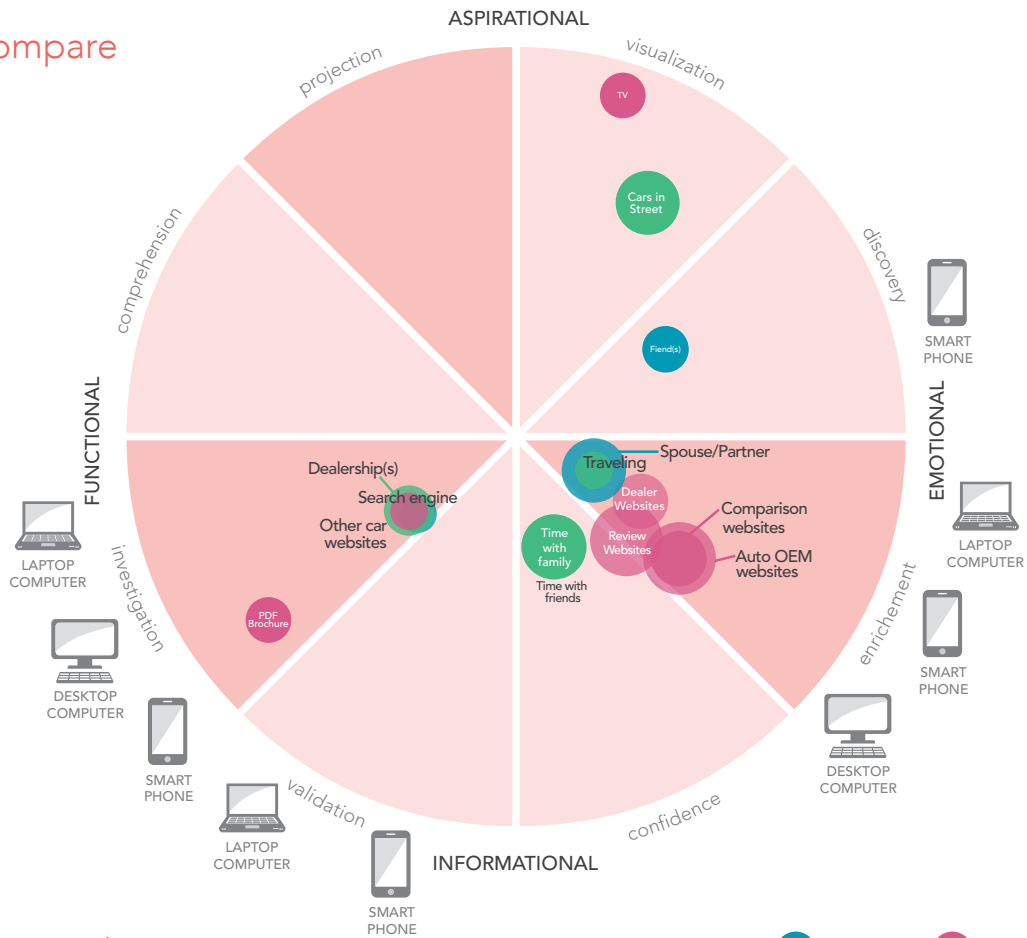 ompare
ASPIRATIONAL
projection
visualization
TV
Cars in
Street
comprehension
discovery
SMART
PHONE
Fiend(s)
FUNCTIONAL
EMOTIONAL
Dealership(s)
Search engine
Other car
websites
Traveling
Spouse/Partner
Dealer
Websites
Comparison
websites
Review
Websites
Auto OEM
websites
Time
with
family
Time with
friends
LAPTOP
COMPUTER
LAPTOP
COMPUTER
investigation
PDF
Brochure
enrichement
SMART
PHONE
DESKTOP
COMPUTER
DESKTOP
COMPUTER
SMART
PHONE
validation
confidence
LAPTOP
COMPUTER
INFORMATIONAL
SMART
PHONE